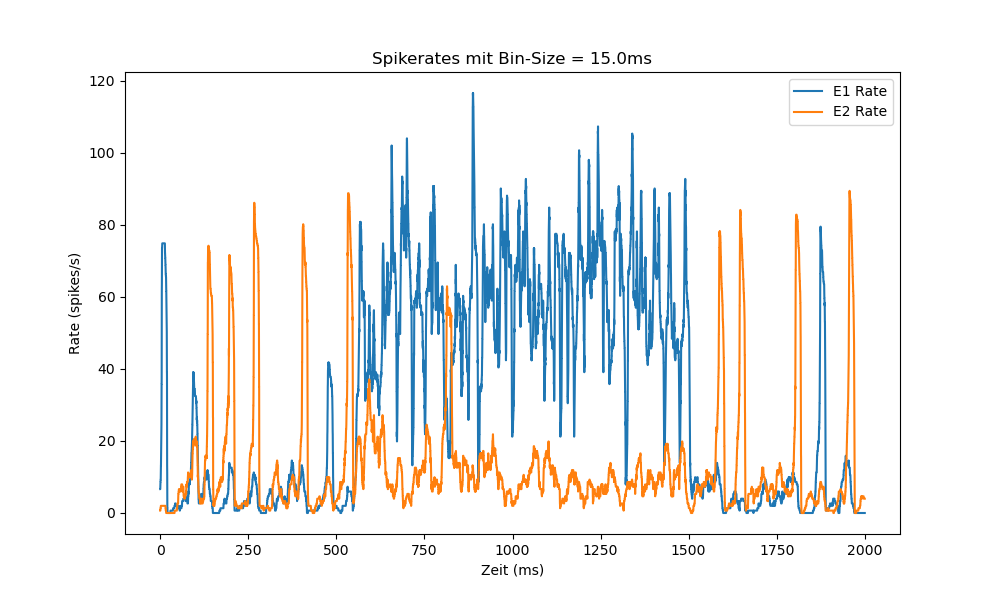 Spikerates mit Bin-Size = 15.0ms
E1 Rate
E2 Rate
120
100
80
60
40
20
0
Rate (spikes/s)
0 250 500 750 1000 1250 1500 1750 2000
Zeit (ms)